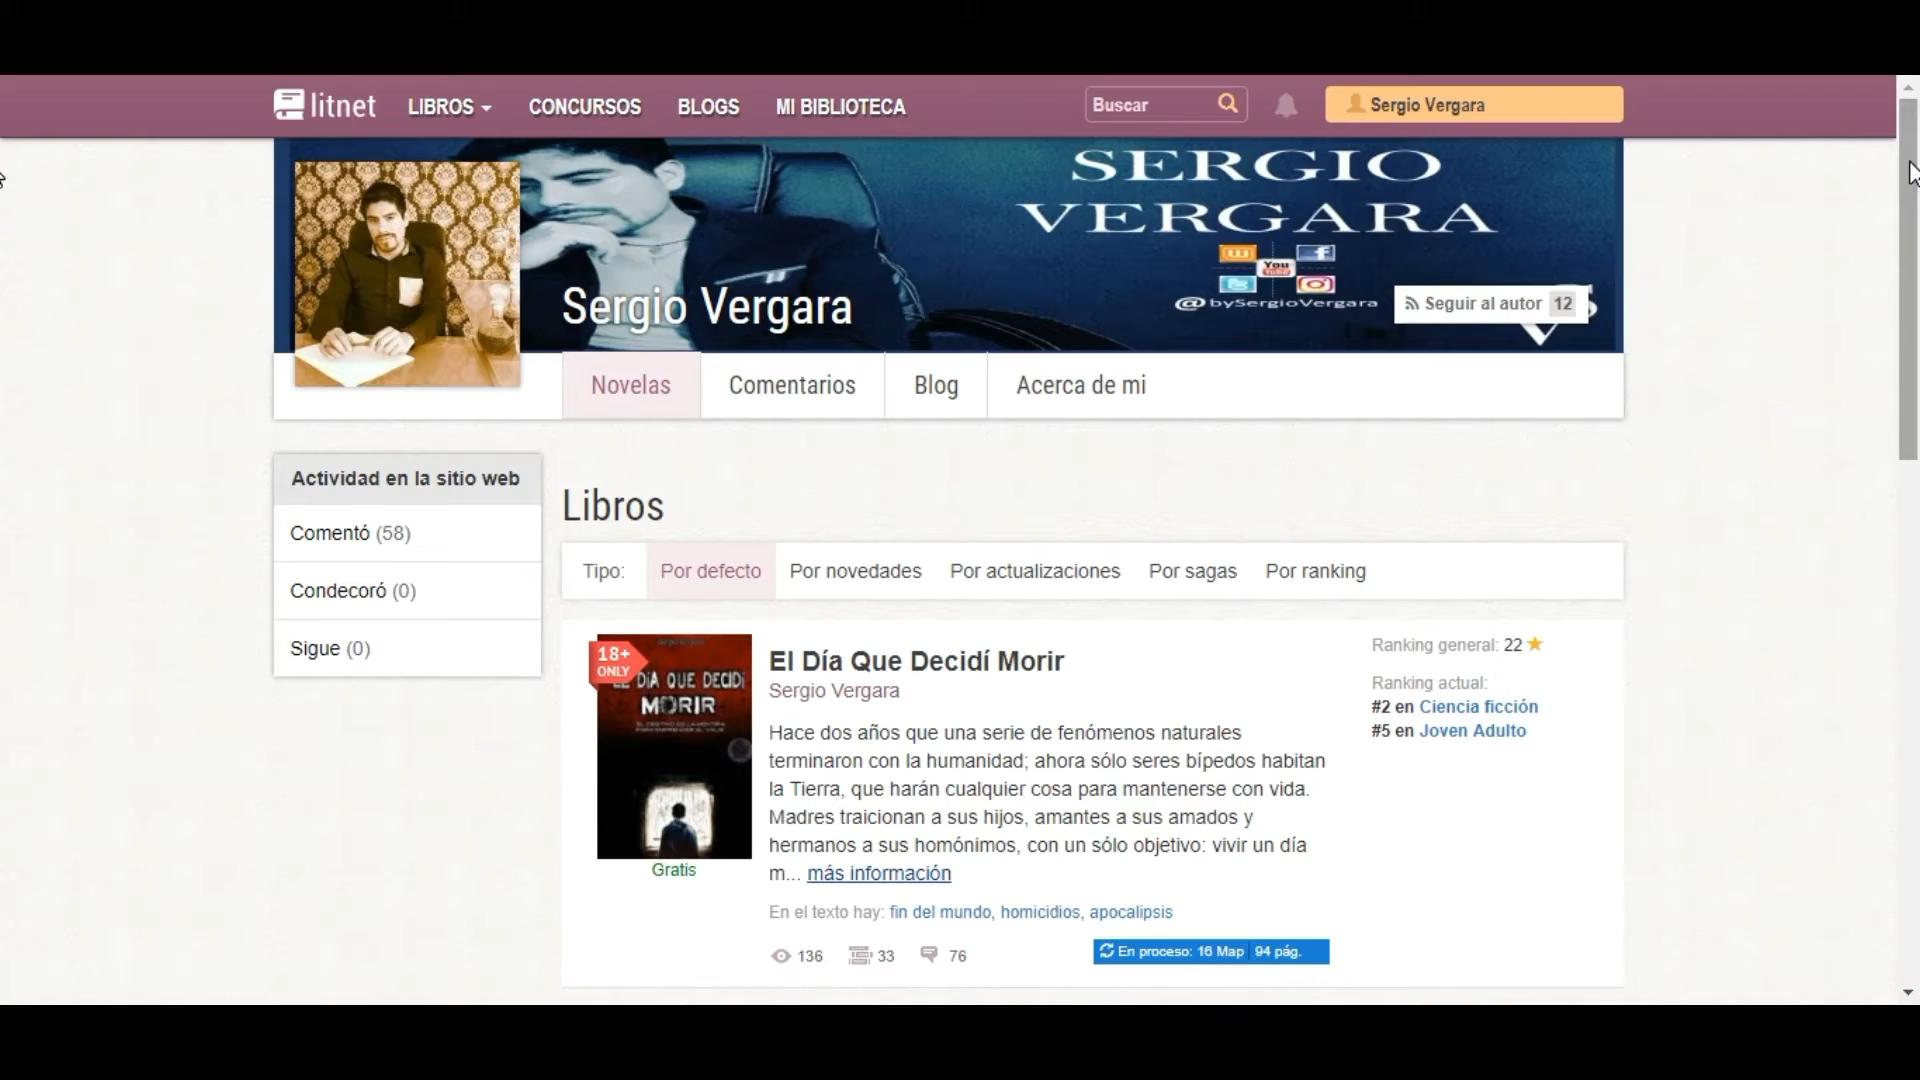 litnet LIBROS CONCURSOS BLOGS MI BIBLIOTECA Buscar Sergio Vergara
SERGIO
VERGARA
You
Tube
@bySergioVergara
Sergio Vergara
Seguir al autor 12
Novelas Comentarios Blog Acerca de mi
Actividad en la sitio web
Comentó (58)
Condecoró (0)
Sigue (0)
Libros
Tipo: Por defecto Por novedades Por actualizaciones Por sagas Por ranking
18+
ONLY
EL DíA QUE DECIDí
MORIR
El Día Que Decidí Morir
Sergio Vergara
Hace dos años que una serie de fenómenos naturales
terminaron con la humanidad; ahora sólo seres bípedos habitan
la Tierra, que harán cualquier cosa para mantenerse con vida.
Madres traicionan a sus hijos, amantes a sus amados y
hermanos a sus homónimos, con un sólo objetivo: vivir un día
m... más información
En el texto hay: fin del mundo, homicidios, apocalipsis
136 33 76
En proceso: 16 Map 94 pág.
Gratis
Ranking general: 22
Ranking actual:
#2 en Ciencia ficción
#5 en Joven Adulto